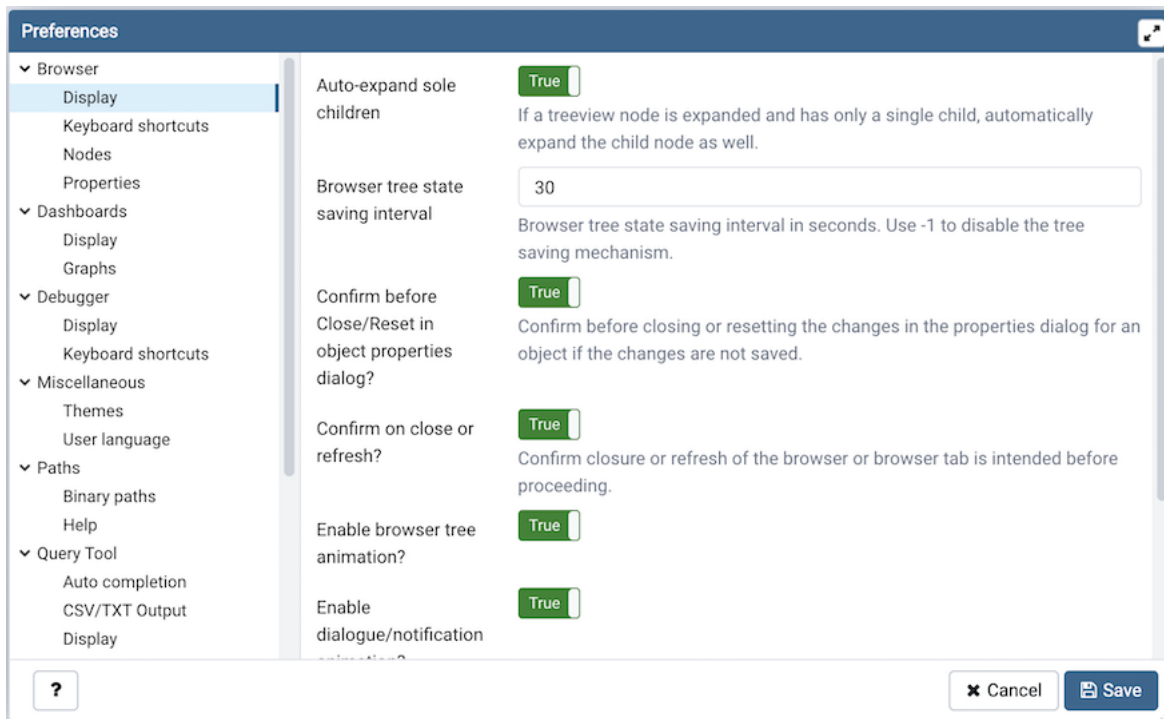 Preferences
Browser
Display
Keyboard shortcuts
Nodes
Properties
Dashboards
Display
Graphs
Debugger
Display
Keyboard shortcuts
Miscellaneous
Themes
User language
Paths
Binary paths
Help
Query Tool
Auto completion
CSV/TXT Output
Display
Auto-expand sole
children
True
If a treeview node is expanded and has only a single child, automatically
expand the child node as well.
Browser tree state
saving interval
30
Browser tree state saving interval in seconds. Use -1 to disable the tree
saving mechanism.
Confirm before
Close/Reset in
object properties
dialog?
True
Confirm before closing or resetting the changes in the properties dialog for an
object if the changes are not saved.
Confirm on close or
refresh?
True
Confirm closure or refresh of the browser or browser tab is intended before
proceeding.
Enable browser tree
animation?
True
Enable
dialogue/notification
animation?
True
?
Cancel
Save